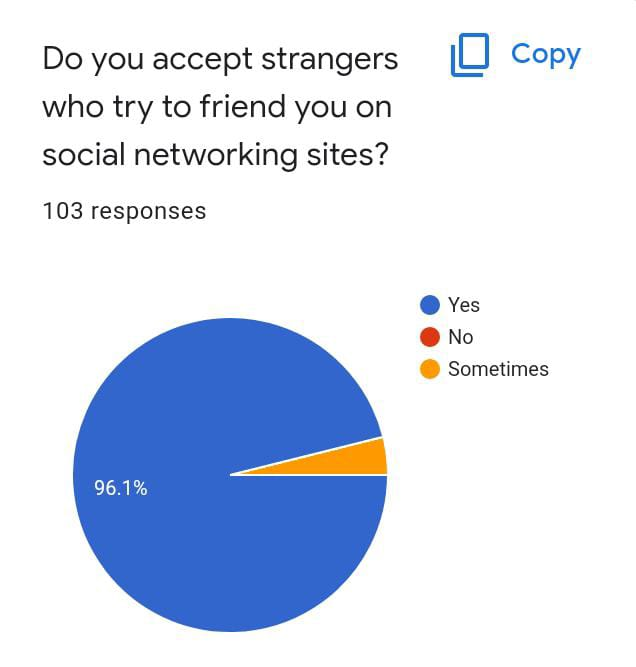 Do you accept strangers
who try to friend you on
social networking sites?
Copy
103 responses
Yes
No
Sometimes
96.1%